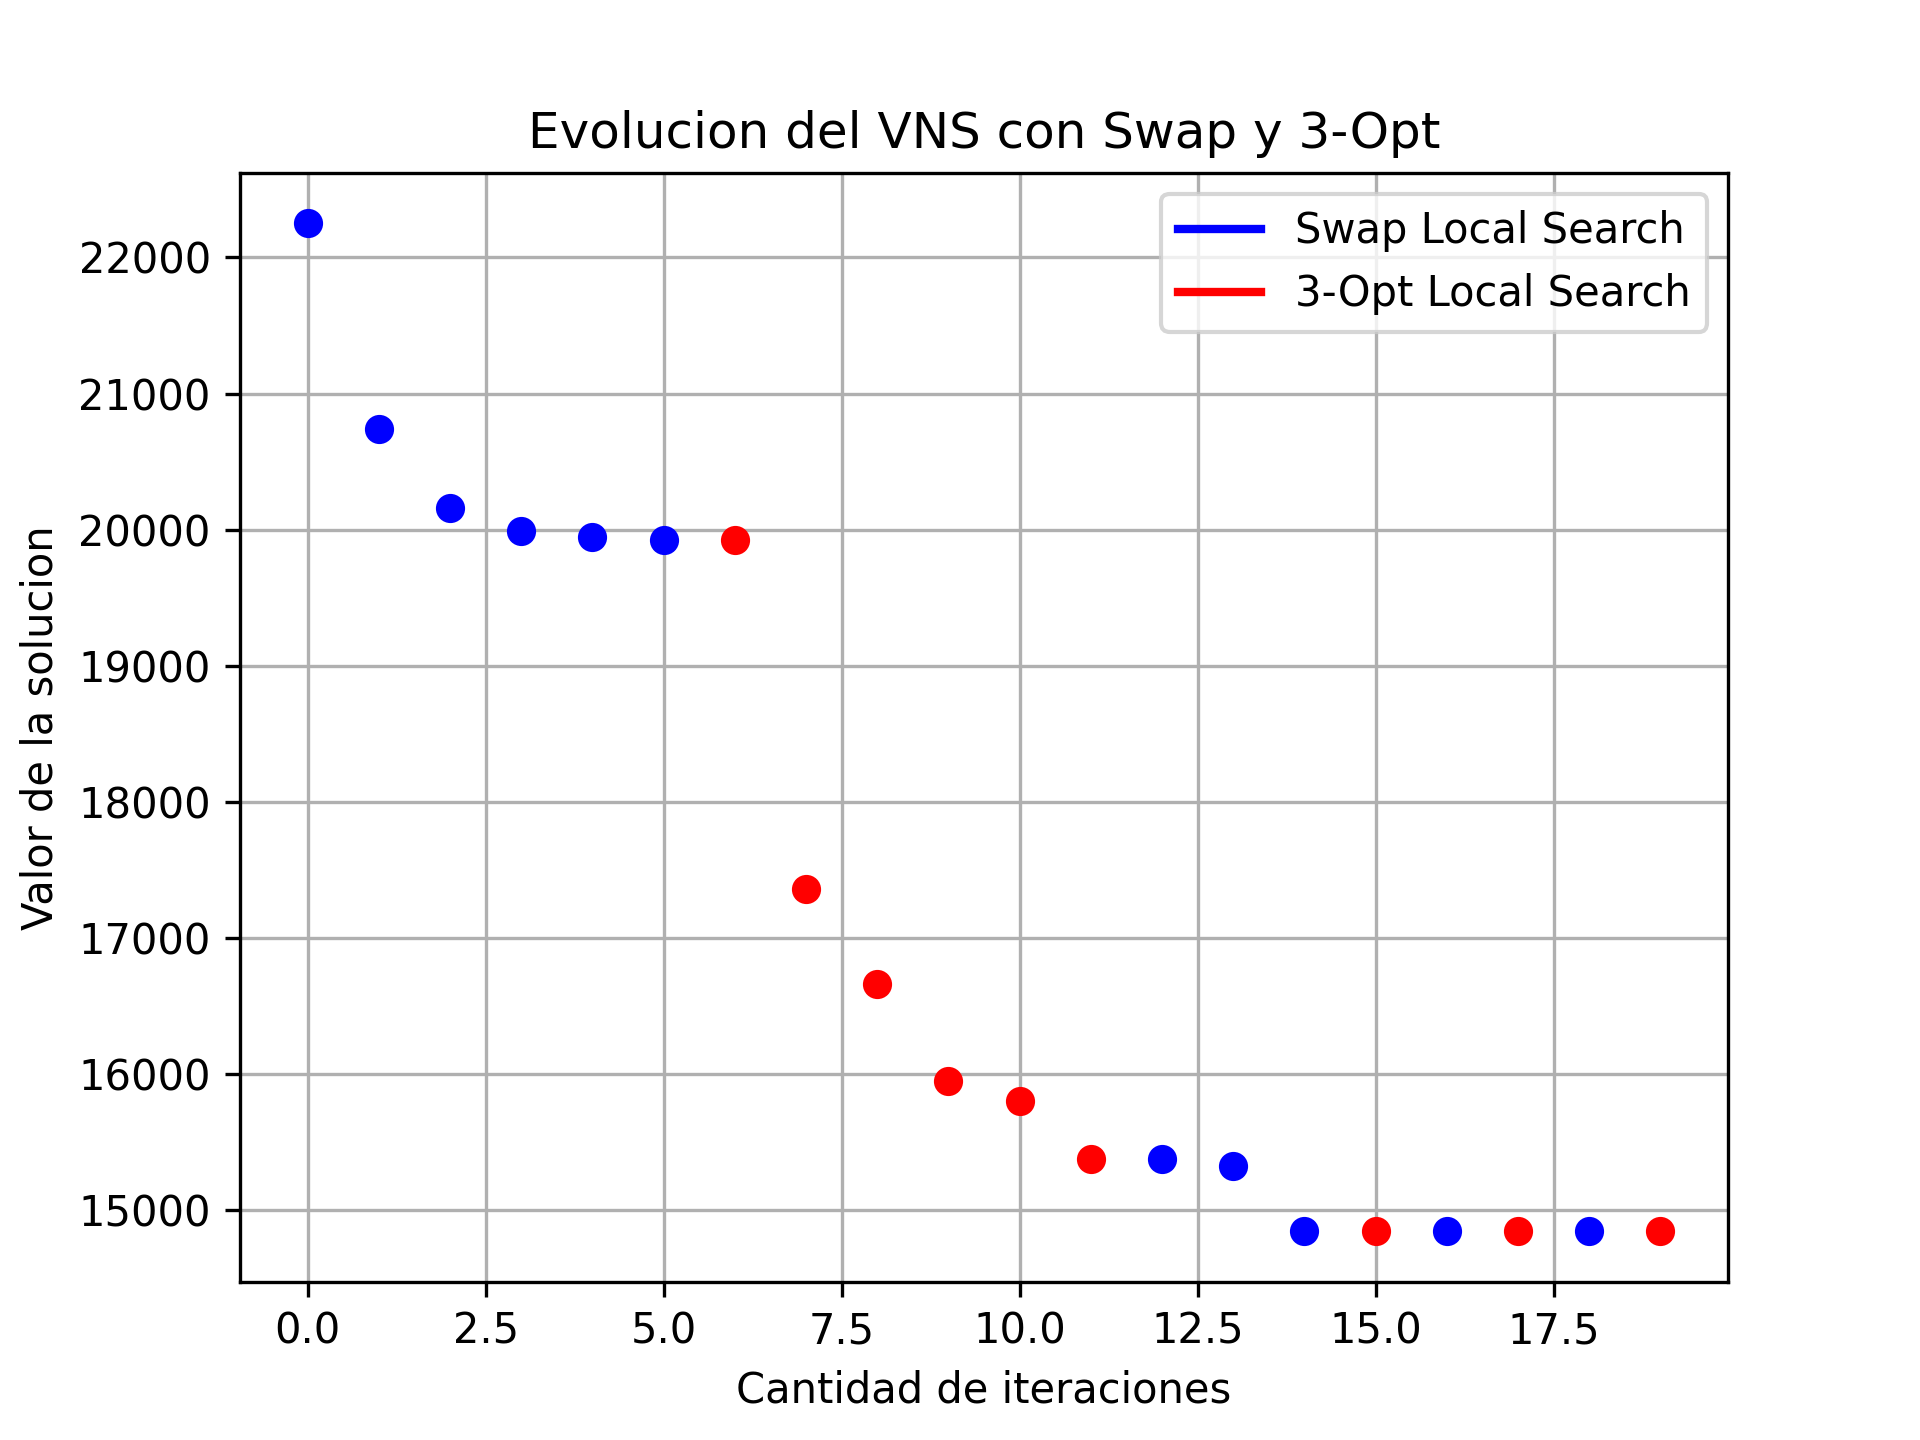 Evolucion del VNS con Swap y 3-Opt
Swap Local Search
3-Opt Local Search
Valor de la solucion
22000
21000
20000
19000
18000
17000
16000
15000
0.0 2.5 5.0 7.5 10.0 12.5 15.0 17.5
Cantidad de iteraciones